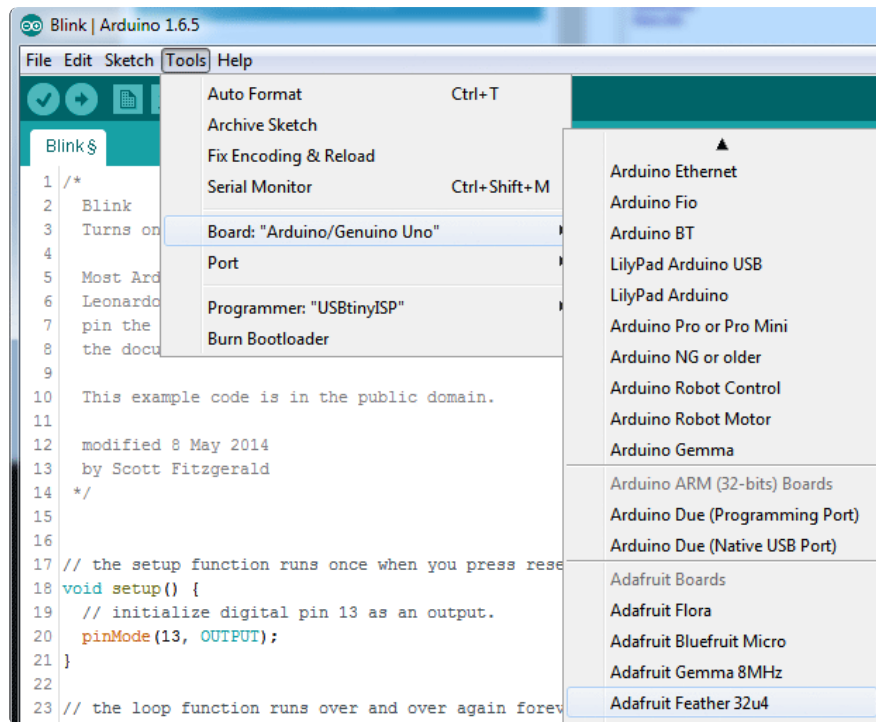 Blink | Arduino 1.6.5
File Edit Sketch Tools Help
Auto Format Ctrl+T
Archive Sketch
Fix Encoding & Reload
Serial Monitor Ctrl+Shift+M
Board: "Arduino/Genuino Uno"
Port
Programmer: "USBtinyISP"
Burn Bootloader
Arduino Ethernet
Arduino Fio
Arduino BT
LilyPad Arduino USB
LilyPad Arduino
Arduino Pro or Pro Mini
Arduino NG or older
Arduino Robot Control
Arduino Robot Motor
Arduino Gemma
Arduino ARM (32-bits) Boards
Arduino Due (Programming Port)
Arduino Due (Native USB Port)
Adafruit Boards
Adafruit Flora
Adafruit Bluefruit Micro
Adafruit Gemma 8MHz
Adafruit Feather 32u4
Blink§
1 /*
2 Blink
3 Turns on
4
5 Most Ard
6 Leonardo
7 pin the
8 the docu
9
10 This example code is in the public domain.
11
12 modified 8 May 2014
13 by Scott Fitzgerald
14 */
15
16
17 // the setup function runs once when you press rese
18 void setup() {
19 // initialize digital pin 13 as an output.
20 pinMode(13, OUTPUT);
21 }
22
23 // the loop function runs over and over again forev